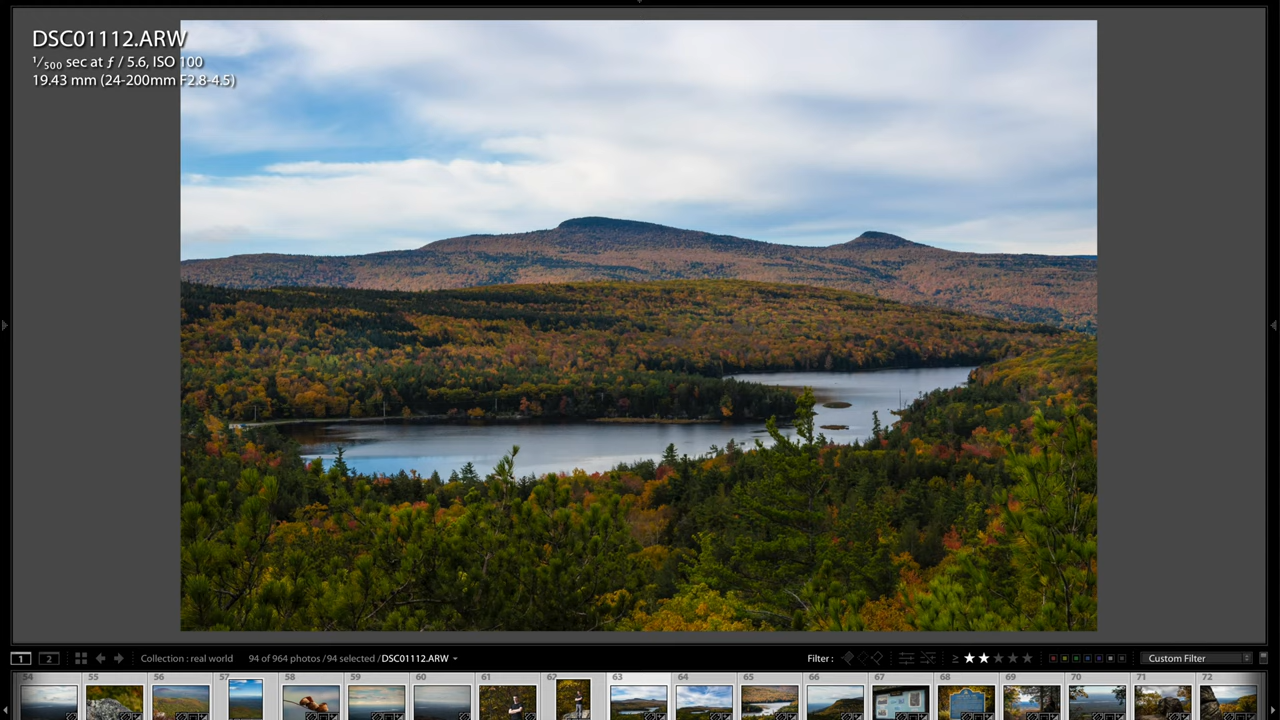 DSC01112.ARW
1/500 sec at ƒ / 5.6, ISO 100
19.43 mm (24-200mm F2.8-4.5)
1 2 Collection : real world 94 of 964 photos /94 selected /DSC01112.ARW Filter : ≥ ★★★★★ Custom Filter
54 55 56 57 58 59 60 61 62 63 64 65 66 67 68 69 70 71 72